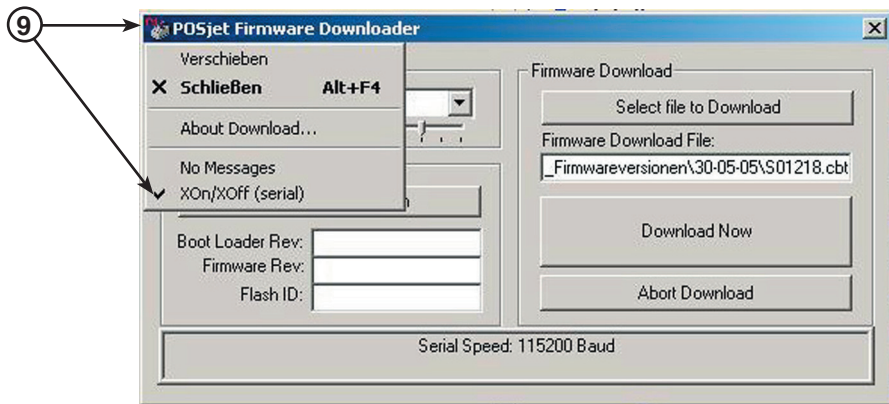 9
POSjet Firmware Downloader
Verschieben
Schließen Alt+F4
About Download...
No Messages
XOn/XOff (serial)
Boot Loader Rev:
Firmware Rev:
Flash ID:
Firmware Download
Select file to Download
Firmware Download File:
_Firmwareversionen\30-05-05\S01218.cbt
Download Now
Abort Download
Serial Speed: 115200 Baud